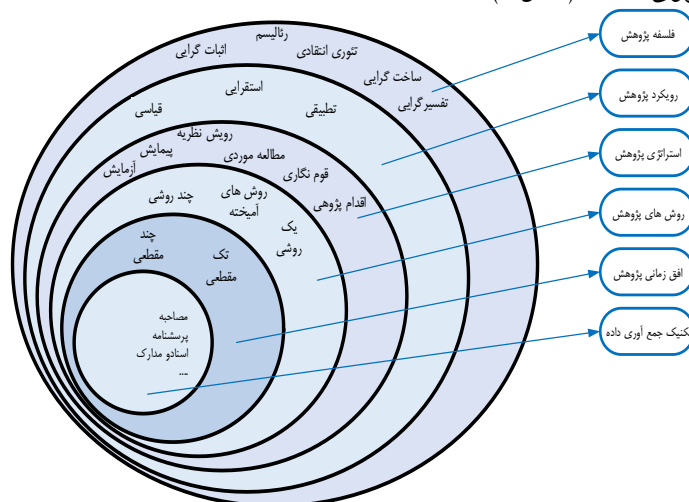 رئالیسم
تئوری انتقادی
اثبات گرایی
ساخت گرایی
تفسیرگرایی
استقرایی
تطبیقی
قیاسی
رویش نظریه
پیمایش
مطالعه موردی
آزمایش
قوم نگاری
اقدام پژوهی
روش های
آمیخته
چند روشی
یک
روشی
چند
مقطعی
تک
مقطعی
مصاحبه
پرسشنامه
اسنادو مدارک
....
فلسفه پژوهش
رویکرد پژوهش
استراتژی پژوهش
روش های پژوهش
افق زمانی پژوهش
کنیک جمع آوری داده